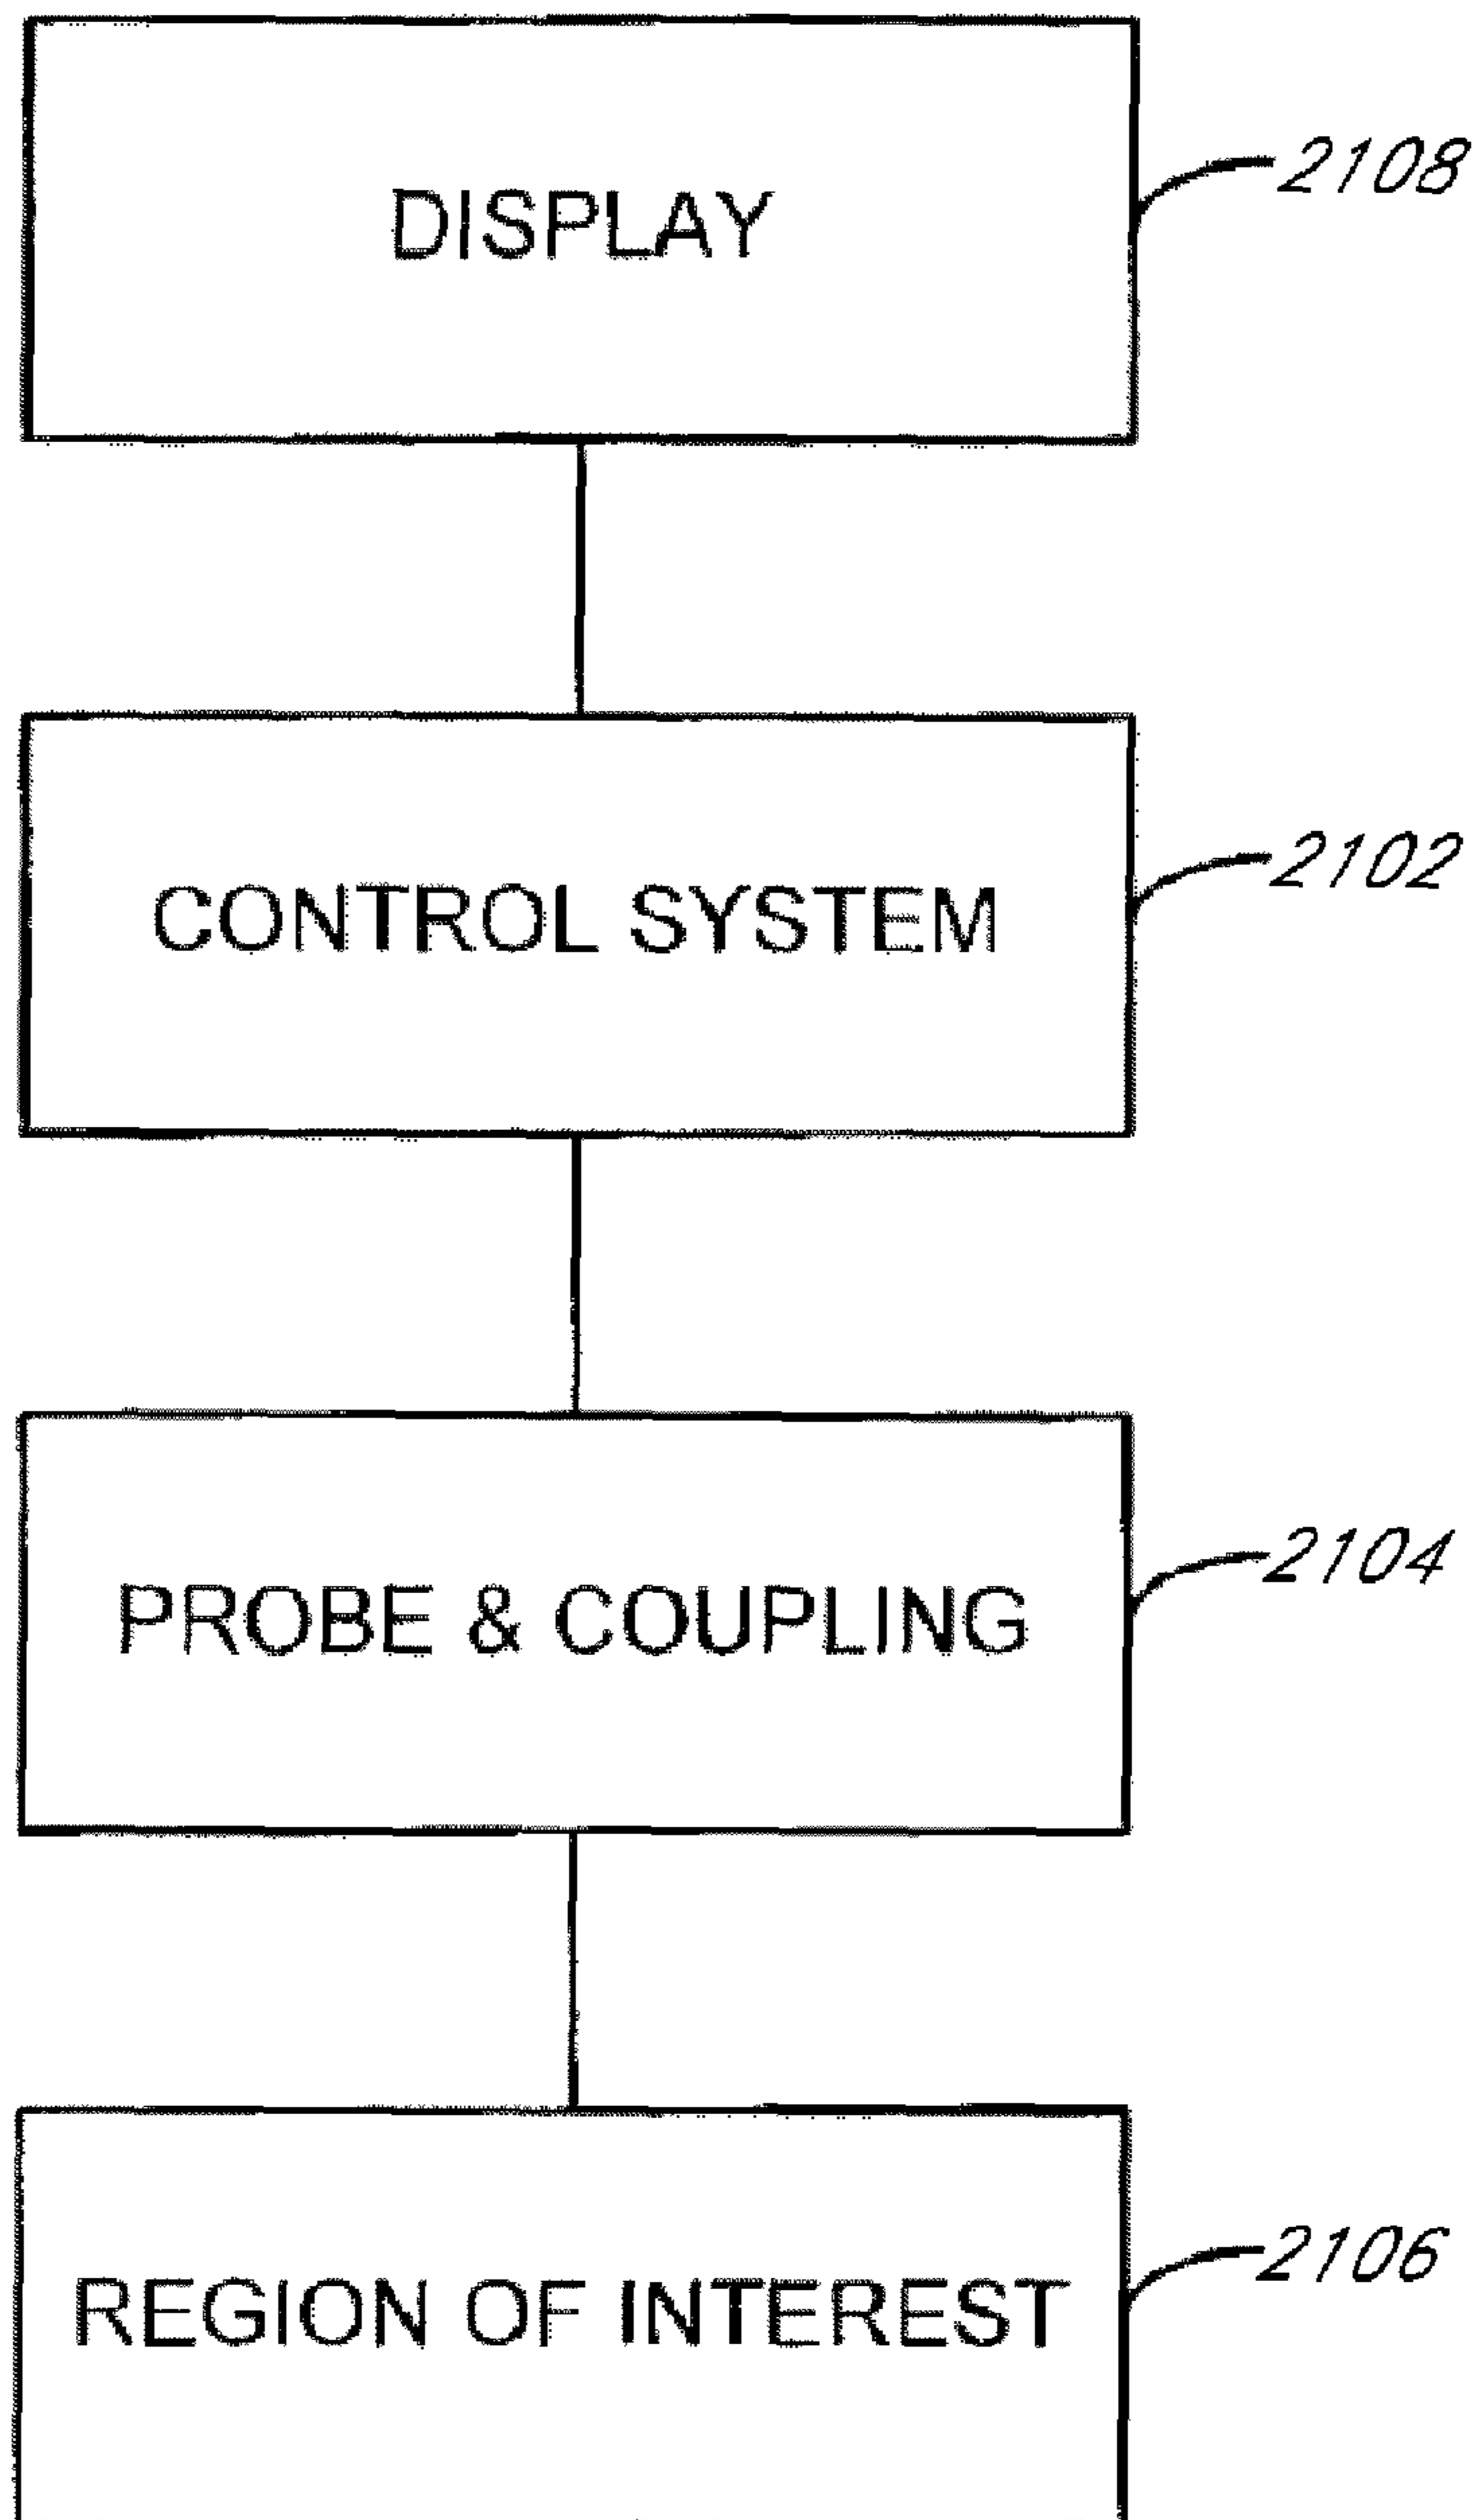 DISPLAY
2108
CONTROL SYSTEM
2102
PROBE & COUPLING
2104
REGION OF INTEREST
2106